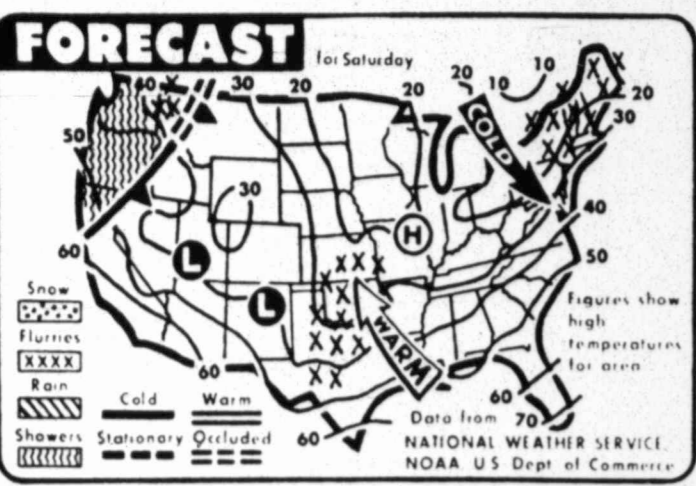 FORECAST
for Saturday
40 30 20 20 20 10 10
20
30
50
COLD
30
40
60
H
50
L
L
Snow
Flurries
XXXX
Rain
Showers
WARM
Figures show
high
temperatures
for area
60
Cold Warm
Stationary Occluded
60
60
70
Data from
NATIONAL WEATHER SERVICE
NOAA U S Dept of Commerce